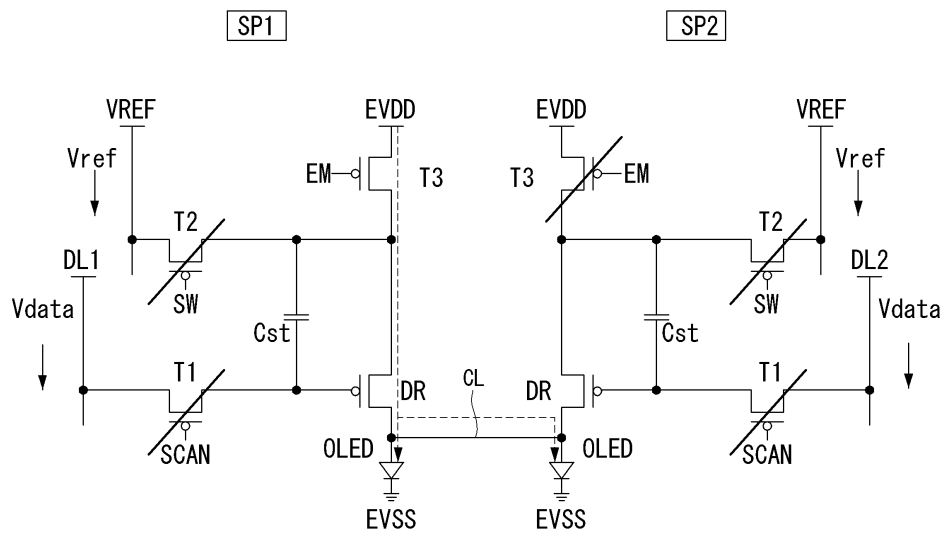 SP1 SP2
VREF EVDD EVDD VREF
Vref EM T3 T3 EM Vref
T2 T2
DL1 DL2
SW SW
Vdata Cst Cst Vdata
T1 DR CL DR T1
SCAN OLED OLED SCAN
EVSS EVSS